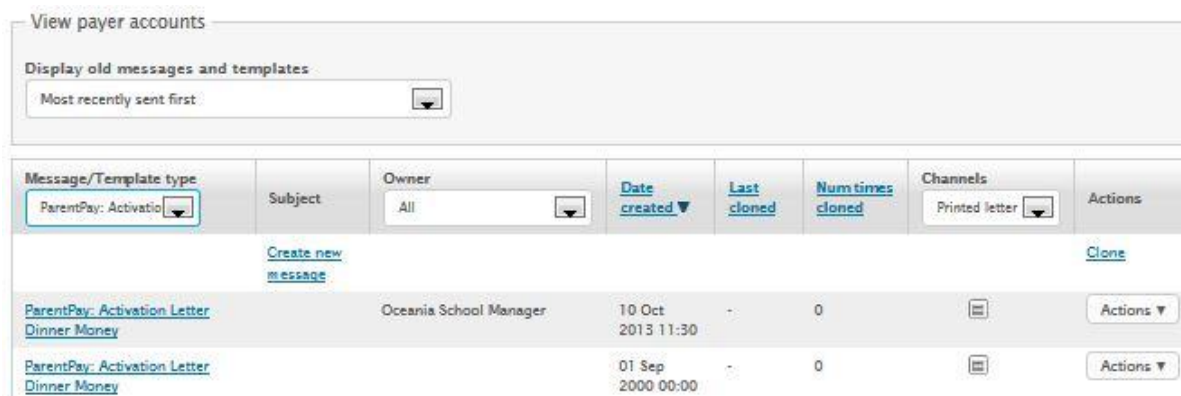 View payer accounts
Display old messages and templates
Most recently sent first
Message/Template type
ParentPay: Activatio
Subject
Owner
All
Date
created ▼
Last
cloned
Num times
cloned
Channels
Printed letter
Actions
Create new
message
Clone
ParentPay: Activation Letter
Dinner Money
Oceania School Manager
10 Oct
2013 11:30
-
0
Actions ▼
ParentPay: Activation Letter
Dinner Money
01 Sep
2000 00:00
-
0
Actions ▼